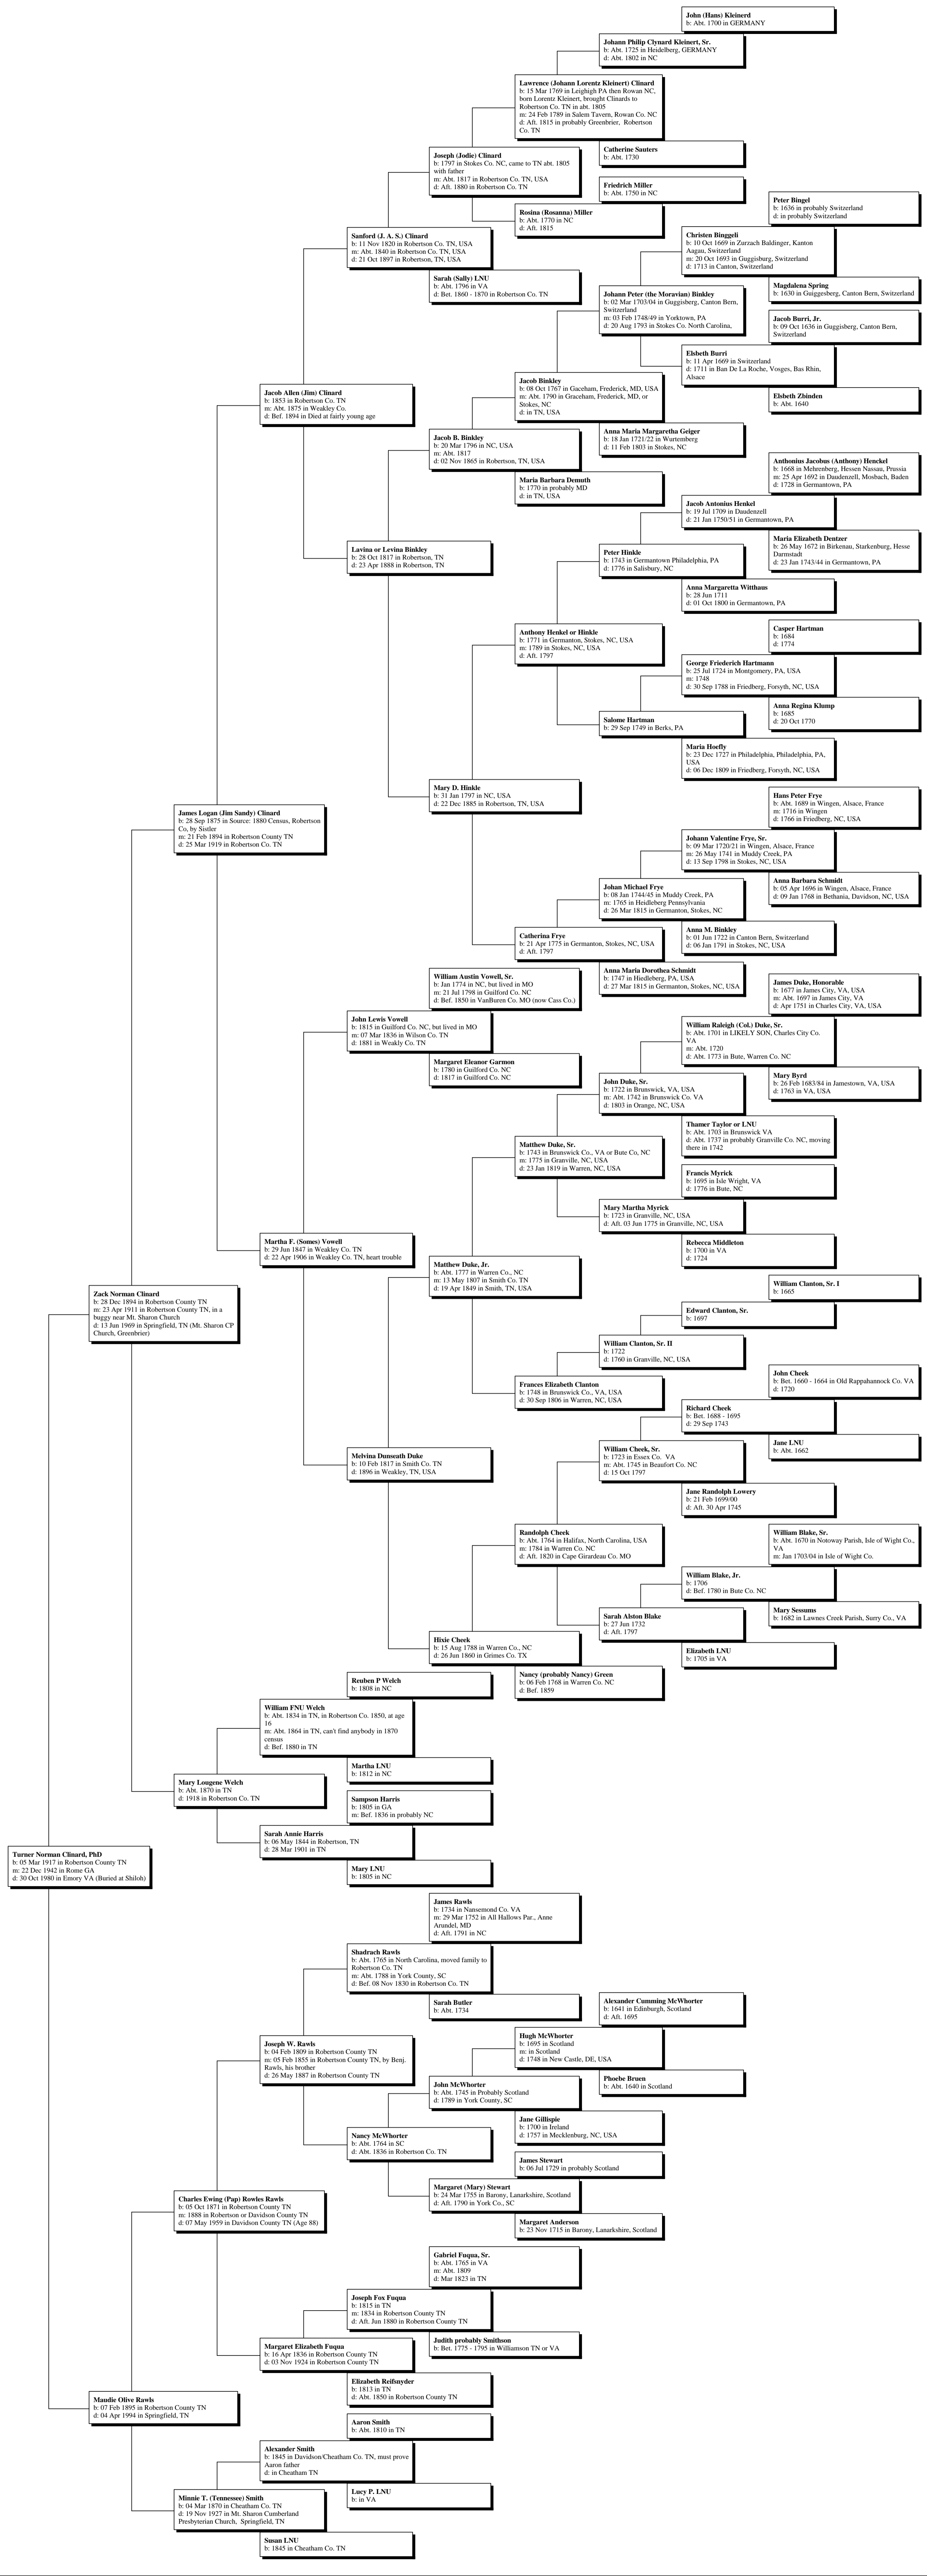 John (Hans) Kleinerd
b: Abt. 1700 in GERMANY
Johann Philip Clynard Kleinert, Sr.
b: Abt. 1725 in Heidelberg, GERMANY
d: Abt. 1802 in NC
Lawrence (Johann Lorentz Kleinert) Clinard
b: 15 Mar 1769 in Leighigh PA then Rowan NC,
born Lorentz Kleinert, brought Clinards to
Robertson Co. TN in abt. 1805
m: 24 Feb 1789 in Salem Tavern, Rowan Co. NC
d: Aft. 1815 in probably Greenbrier, Robertson
Co. TN
Catherine Sauters
b: Abt. 1730
Joseph (Jodie) Clinard
b: 1797 in Stokes Co. NC, came to TN abt. 1805
with father
m: Abt. 1817 in Robertson Co. TN, USA
d: Aft. 1880 in Robertson Co. TN
Friedrich Miller
b: Abt. 1750 in NC
Rosina (Rosanna) Miller
b: Abt. 1770 in NC
d: Aft. 1815
Peter Bingel
b: 1636 in probably Switzerland
d: in probably Switzerland
Sanford (J. A. S.) Clinard
b: 11 Nov 1820 in Robertson Co. TN, USA
m: Abt. 1840 in Robertson Co. TN, USA
d: 21 Oct 1897 in Robertson, TN, USA
Christen Binggeli
b: 10 Oct 1669 in Zurzach Baldinger, Kanton
Aagau, Switzerland
m: 20 Oct 1693 in Guggisburg, Switzerland
d: 1713 in Canton, Switzerland
Sarah (Sally) LNU
b: Abt. 1796 in VA
d: Bet. 1860 - 1870 in Robertson Co. TN
Magdalena Spring
b: 1630 in Guiggesberg, Canton Bern, Switzerland
Johann Peter (the Moravian) Binkley
b: 02 Mar 1703/04 in Guggisberg, Canton Bern,
Switzerland
m: 03 Feb 1748/49 in Yorktown, PA
d: 20 Aug 1793 in Stokes Co. North Carolina,
Jacob Burri, Jr.
b: 09 Oct 1636 in Guggisberg, Canton Bern,
Switzerland
Elsbeth Burri
b: 11 Apr 1669 in Switzerland
d: 1711 in Ban De La Roche, Vosges, Bas Rhin,
Alsace
Jacob Binkley
b: 08 Oct 1767 in Gaceham, Frederick, MD, USA
m: Abt. 1790 in Graceham, Frederick, MD, or
Stokes, NC
d: in TN, USA
Jacob Allen (Jim) Clinard
b: 1853 in Robertson Co. TN
m: Abt. 1875 in Weakley Co.
d: Bef. 1894 in Died at fairly young age
Elsbeth Zbinden
b: Abt. 1640
Anna Maria Margaretha Geiger
b: 18 Jan 1721/22 in Wurtemberg
d: 11 Feb 1803 in Stokes, NC
Jacob B. Binkley
b: 20 Mar 1796 in NC, USA
m: Abt. 1817
d: 02 Nov 1865 in Robertson, TN, USA
Anthonius Jacobus (Anthony) Henckel
b: 1668 in Mehrenberg, Hessen Nassau, Prussia
m: 25 Apr 1692 in Daudenzell, Mosbach, Baden
d: 1728 in Germantown, PA
Maria Barbara Demuth
b: 1770 in probably MD
d: in TN, USA
Jacob Antonius Henkel
b: 19 Jul 1709 in Daudenzell
d: 21 Jan 1750/51 in Germantown, PA
Maria Elizabeth Dentzer
b: 26 May 1672 in Birkenau, Starkenburg, Hesse
Darmstadt
d: 23 Jan 1743/44 in Germantown, PA
Lavina or Levina Binkley
b: 28 Oct 1817 in Robertson, TN
d: 23 Apr 1888 in Robertson, TN
Peter Hinkle
b: 1743 in Germantown Philadelphia, PA
d: 1776 in Salisbury, NC
Anna Margaretta Witthaus
b: 28 Jun 1711
d: 01 Oct 1800 in Germantown, PA
Casper Hartman
b: 1684
d: 1774
Anthony Henkel or Hinkle
b: 1771 in Germanton, Stokes, NC, USA
m: 1789 in Stokes, NC, USA
d: Aft. 1797
George Friederich Hartmann
b: 25 Jul 1724 in Montgomery, PA, USA
m: 1748
d: 30 Sep 1788 in Friedberg, Forsyth, NC, USA
Anna Regina Klump
b: 1685
d: 20 Oct 1770
Salome Hartman
b: 29 Sep 1749 in Berks, PA
Maria Hoefly
b: 23 Dec 1727 in Philadelphia, Philadelphia, PA,
USA
d: 06 Dec 1809 in Friedberg, Forsyth, NC, USA
Mary D. Hinkle
b: 31 Jan 1797 in NC, USA
d: 22 Dec 1885 in Robertson, TN, USA
Hans Peter Frye
b: Abt. 1689 in Wingen, Alsace, France
m: 1716 in Wingen
d: 1766 in Friedberg, NC, USA
James Logan (Jim Sandy) Clinard
b: 28 Sep 1875 in Source: 1880 Census, Robertson
Co, by Sistler
m: 21 Feb 1894 in Robertson County TN
d: 25 Mar 1919 in Robertson Co. TN
Johann Valentine Frye, Sr.
b: 09 Mar 1720/21 in Wingen, Alsace, France
m: 26 May 1741 in Muddy Creek, PA
d: 13 Sep 1798 in Stokes, NC, USA
Anna Barbara Schmidt
b: 05 Apr 1696 in Wingen, Alsace, France
d: 09 Jan 1768 in Bethania, Davidson, NC, USA
Johan Michael Frye
b: 08 Jan 1744/45 in Muddy Creek, PA
m: 1765 in Heidleberg Pennsylvania
d: 26 Mar 1815 in Germanton, Stokes, NC
Anna M. Binkley
b: 01 Jun 1722 in Canton Bern, Switzerland
d: 06 Jan 1791 in Stokes, NC, USA
Catherina Frye
b: 21 Apr 1775 in Germanton, Stokes, NC, USA
d: Aft. 1797
Anna Maria Dorothea Schmidt
b: 1747 in Hiedleberg, PA, USA
d: 27 Mar 1815 in Germanton, Stokes, NC, USA
William Austin Vowell, Sr.
b: Jan 1774 in NC, but lived in MO
m: 21 Jul 1798 in Guilford Co. NC
d: Bef. 1850 in VanBuren Co. MO (now Cass Co.)
James Duke, Honorable
b: 1677 in James City, VA, USA
m: Abt. 1697 in James City, VA
d: Apr 1751 in Charles City, VA, USA
John Lewis Vowell
b: 1815 in Guilford Co. NC, but lived in MO
m: 07 Mar 1836 in Wilson Co. TN
d: 1881 in Weakly Co. TN
William Raleigh (Col.) Duke, Sr.
b: Abt. 1701 in LIKELY SON, Charles City Co.
VA
m: Abt. 1720
d: Abt. 1773 in Bute, Warren Co. NC
Margaret Eleanor Garmon
b: 1780 in Guilford Co. NC
d: 1817 in Guilford Co. NC
Mary Byrd
b: 26 Feb 1683/84 in Jamestown, VA, USA
d: 1763 in VA, USA
John Duke, Sr.
b: 1722 in Brunswick, VA, USA
m: Abt. 1742 in Brunswick Co. VA
d: 1803 in Orange, NC, USA
Thamer Taylor or LNU
b: Abt. 1703 in Brunswick VA
d: Abt. 1737 in probably Granville Co. NC, moving
there in 1742
Matthew Duke, Sr.
b: 1743 in Brunswick Co., VA or Bute Co, NC
m: 1775 in Granville, NC, USA
d: 23 Jan 1819 in Warren, NC, USA
Francis Myrick
b: 1695 in Isle Wright, VA
d: 1776 in Bute, NC
Mary Martha Myrick
b: 1723 in Granville, NC, USA
d: Aft. 03 Jun 1775 in Granville, NC, USA
Rebecca Middleton
b: 1700 in VA
d: 1724
Martha F. (Somes) Vowell
b: 29 Jun 1847 in Weakley Co. TN
d: 22 Apr 1906 in Weakley Co. TN, heart trouble
Matthew Duke, Jr.
b: Abt. 1777 in Warren Co., NC
m: 13 May 1807 in Smith Co. TN
d: 19 Apr 1849 in Smith, TN, USA
William Clanton, Sr. I
b: 1665
Zack Norman Clinard
b: 28 Dec 1894 in Robertson County TN
m: 23 Apr 1911 in Robertson County TN, in a
buggy near Mt. Sharon Church
d: 13 Jun 1969 in Springfield, TN (Mt. Sharon CP
Church, Greenbrier)
Edward Clanton, Sr.
b: 1697
William Clanton, Sr. II
b: 1722
d: 1760 in Granville, NC, USA
John Cheek
b: Bet. 1660 - 1664 in Old Rappahannock Co. VA
d: 1720
Frances Elizabeth Clanton
b: 1748 in Brunswick Co., VA, USA
d: 30 Sep 1806 in Warren, NC, USA
Richard Cheek
b: Bet. 1688 - 1695
d: 29 Sep 1743
Jane LNU
b: Abt. 1662
Melvina Dunseath Duke
b: 10 Feb 1817 in Smith Co. TN
d: 1896 in Weakley, TN, USA
William Cheek, Sr.
b: 1723 in Essex Co. VA
m: Abt. 1745 in Beaufort Co. NC
d: 15 Oct 1797
Jane Randolph Lowery
b: 21 Feb 1699/00
d: Aft. 30 Apr 1745
Randolph Cheek
b: Abt. 1764 in Halifax, North Carolina, USA
m: 1784 in Warren Co. NC
d: Aft. 1820 in Cape Girardeau Co. MO
William Blake, Sr.
b: Abt. 1670 in Notoway Parish, Isle of Wight Co.,
VA
m: Jan 1703/04 in Isle of Wight Co.
William Blake, Jr.
b: 1706
d: Bef. 1780 in Bute Co. NC
Mary Sessums
b: 1682 in Lawnes Creek Parish, Surry Co., VA
Sarah Alston Blake
b: 27 Jun 1732
d: Aft. 1797
Hixie Cheek
b: 15 Aug 1788 in Warren Co., NC
d: 26 Jun 1860 in Grimes Co. TX
Elizabeth LNU
b: 1705 in VA
Nancy (probably Nancy) Green
b: 06 Feb 1768 in Warren Co. NC
d: Bef. 1859
Reuben P Welch
b: 1808 in NC
William FNU Welch
b: Abt. 1834 in TN, in Robertson Co. 1850, at age
16
m: Abt. 1864 in TN, can't find anybody in 1870
census
d: Bef. 1880 in TN
Martha LNU
b: 1812 in NC
Mary Lougene Welch
b: Abt. 1870 in TN
d: 1918 in Robertson Co. TN
Sampson Harris
b: 1805 in GA
m: Bef. 1836 in probably NC
Sarah Annie Harris
b: 06 May 1844 in Robertson, TN
d: 28 Mar 1901 in TN
Turner Norman Clinard, PhD
b: 05 Mar 1917 in Robertson County TN
m: 22 Dec 1942 in Rome GA
d: 30 Oct 1980 in Emory VA (Buried at Shiloh)
Mary LNU
b: 1805 in NC
James Rawls
b: 1734 in Nansemond Co. VA
m: 29 Mar 1752 in All Hallows Par., Anne
Arundel, MD
d: Aft. 1791 in NC
Shadrach Rawls
b: Abt. 1765 in North Carolina, moved family to
Robertson Co. TN
m: Abt. 1788 in York County, SC
d: Bef. 08 Nov 1830 in Robertson Co. TN
Sarah Butler
b: Abt. 1734
Alexander Cumming McWhorter
b: 1641 in Edinburgh, Scotland
d: Aft. 1695
Joseph W. Rawls
b: 04 Feb 1809 in Robertson County TN
m: 05 Feb 1855 in Robertson County TN, by Benj.
Rawls, his brother
d: 26 May 1887 in Robertson County TN
Hugh McWhorter
b: 1695 in Scotland
m: in Scotland
d: 1748 in New Castle, DE, USA
Phoebe Bruen
b: Abt. 1640 in Scotland
John McWhorter
b: Abt. 1745 in Probably Scotland
d: 1789 in York County, SC
Jane Gillispie
b: 1700 in Ireland
d: 1757 in Mecklenburg, NC, USA
Nancy McWhorter
b: Abt. 1764 in SC
d: Abt. 1836 in Robertson Co. TN
James Stewart
b: 06 Jul 1729 in probably Scotland
Margaret (Mary) Stewart
b: 24 Mar 1755 in Barony, Lanarkshire, Scotland
d: Aft. 1790 in York Co., SC
Charles Ewing (Pap) Rowles Rawls
b: 05 Oct 1871 in Robertson County TN
m: 1888 in Robertson or Davidson County TN
d: 07 May 1959 in Davidson County TN (Age 88)
Margaret Anderson
b: 23 Nov 1715 in Barony, Lanarkshire, Scotland
Gabriel Fuqua, Sr.
b: Abt. 1765 in VA
m: Abt. 1809
d: Mar 1823 in TN
Joseph Fox Fuqua
b: 1815 in TN
m: 1834 in Robertson County TN
d: Aft. Jun 1880 in Robertson County TN
Judith probably Smithson
b: Bet. 1775 - 1795 in Williamson TN or VA
Margaret Elizabeth Fuqua
b: 16 Apr 1836 in Robertson County TN
d: 03 Nov 1924 in Robertson County TN
Elizabeth Reifsnyder
b: 1813 in TN
d: Abt. 1850 in Robertson County TN
Maudie Olive Rawls
b: 07 Feb 1895 in Robertson County TN
d: 04 Apr 1994 in Springfield, TN
Aaron Smith
b: Abt. 1810 in TN
Alexander Smith
b: 1845 in Davidson/Cheatham Co. TN, must prove
Aaron father
d: in Cheatham TN
Lucy P. LNU
b: in VA
Minnie T. (Tennessee) Smith
b: 04 Mar 1870 in Cheatham Co. TN
d: 19 Nov 1927 in Mt. Sharon Cumberland
Presbyterian Church, Springfield, TN
Susan LNU
b: 1845 in Cheatham Co. TN